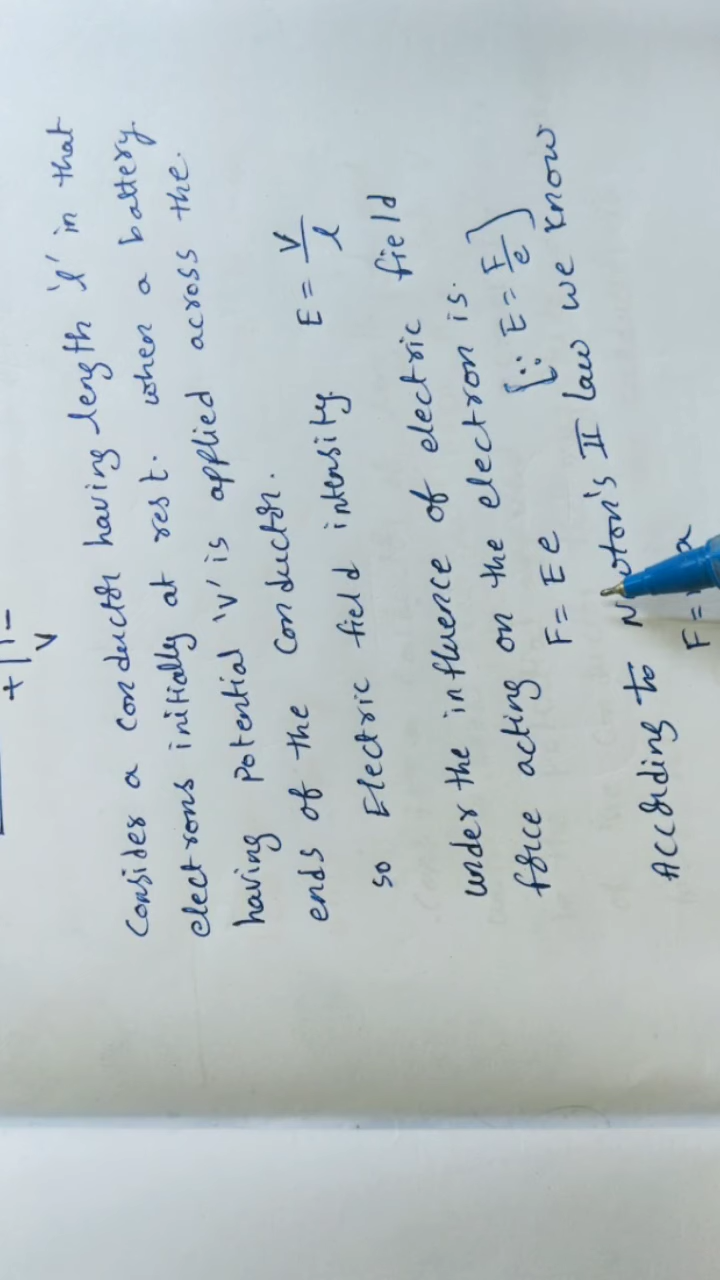 + | | -
V
Consider a conductor having length 'l' in that
electrons initially at rest. when a battery.
having potential 'V' is applied across the.
ends of the conductor.
so Electric field intensity. E = V/l
under the influence of electric field
force acting on the electron is.
F = Ee [∵ E = F/e]
According to Newton's II law we know
F =